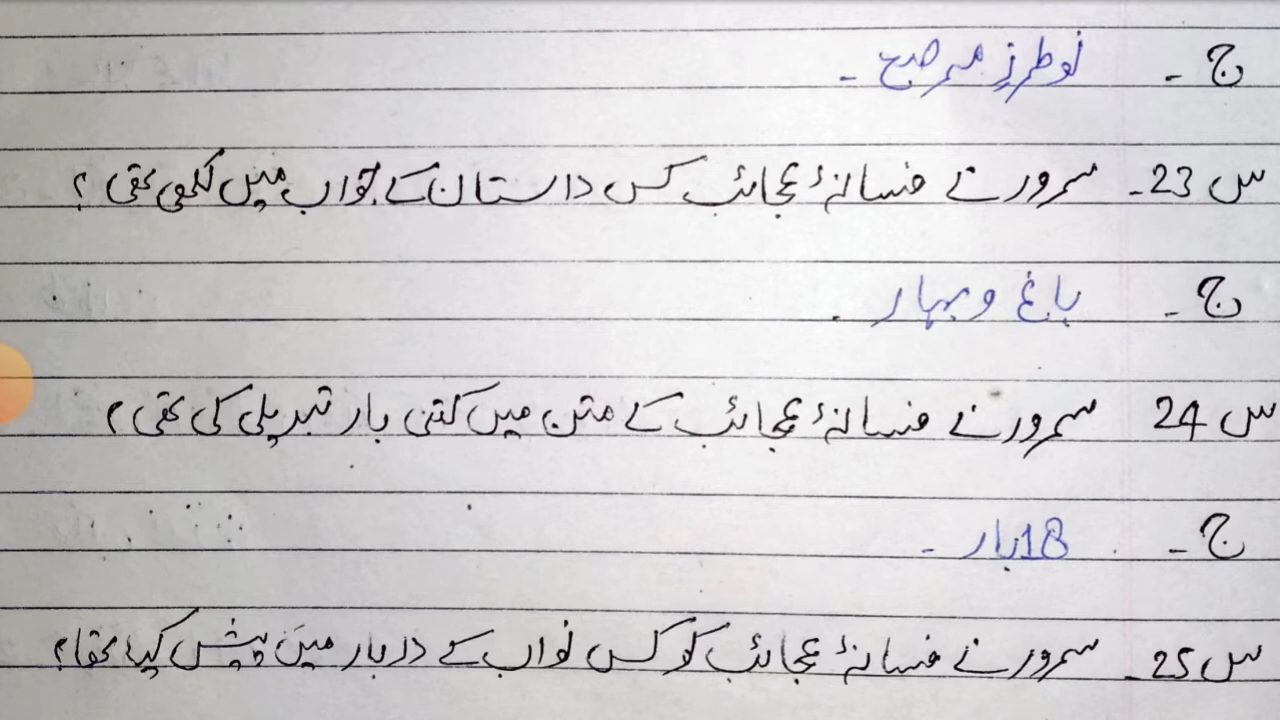 ج ۔ نو طرزِ مرصع ۔
س 23۔ سرور نے فسانۂ عجائب کس داستان کے جواب میں لکھی تھی ؟
ج ۔ باغ و بہار ۔
س 24 سرور نے فسانۂ عجائب کے متن میں کتنی بار تبدیلی کی تھی ؟
ج ۔ 18 بار ۔
س 25۔ سرور نے فسانۂ عجائب کو کس نواب کے دربار میں پیش کیا تھا ؟